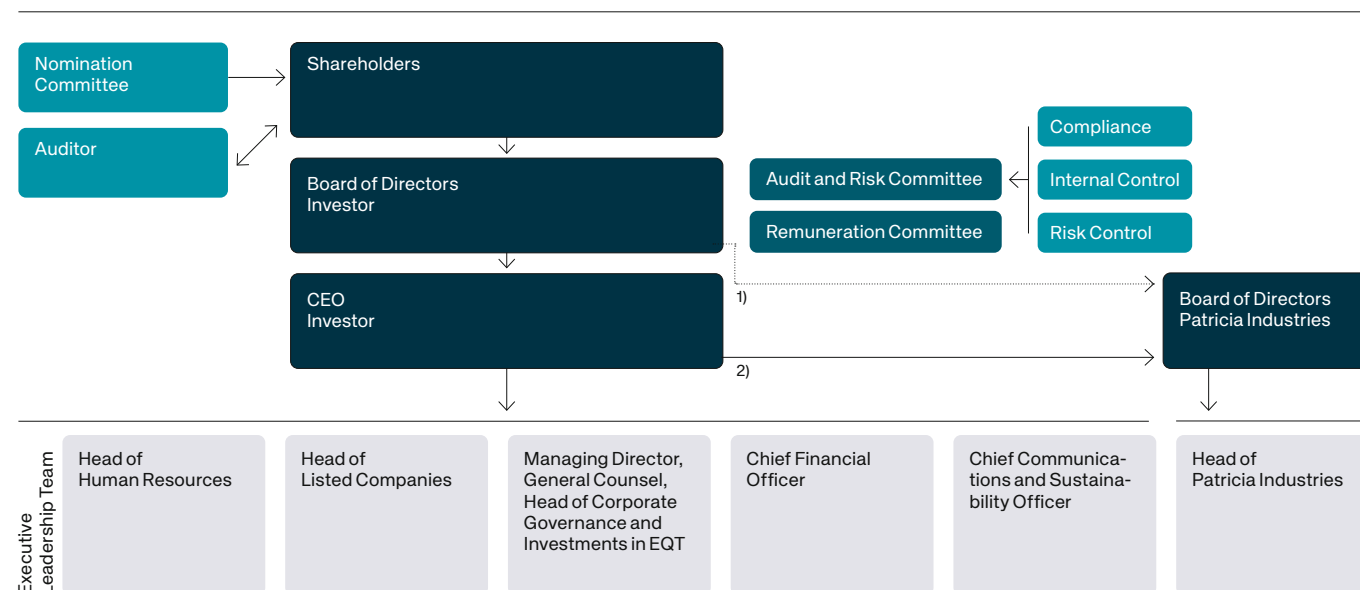 Nomination
Committee
Shareholders
Auditor
Board of Directors
Investor
Audit and Risk Committee
Remuneration Committee
Compliance
Internal Control
Risk Control
CEO
Investor
1)
2)
Board of Directors
Patricia Industries
Executive
Leadership Team
Head of
Human Resources
Head of
Listed Companies
Managing Director,
General Counsel,
Head of Corporate
Governance and
Investments in EQT
Chief Financial
Officer
Chief Communica-
tions and Sustaina-
bility Officer
Head of
Patricia Industries